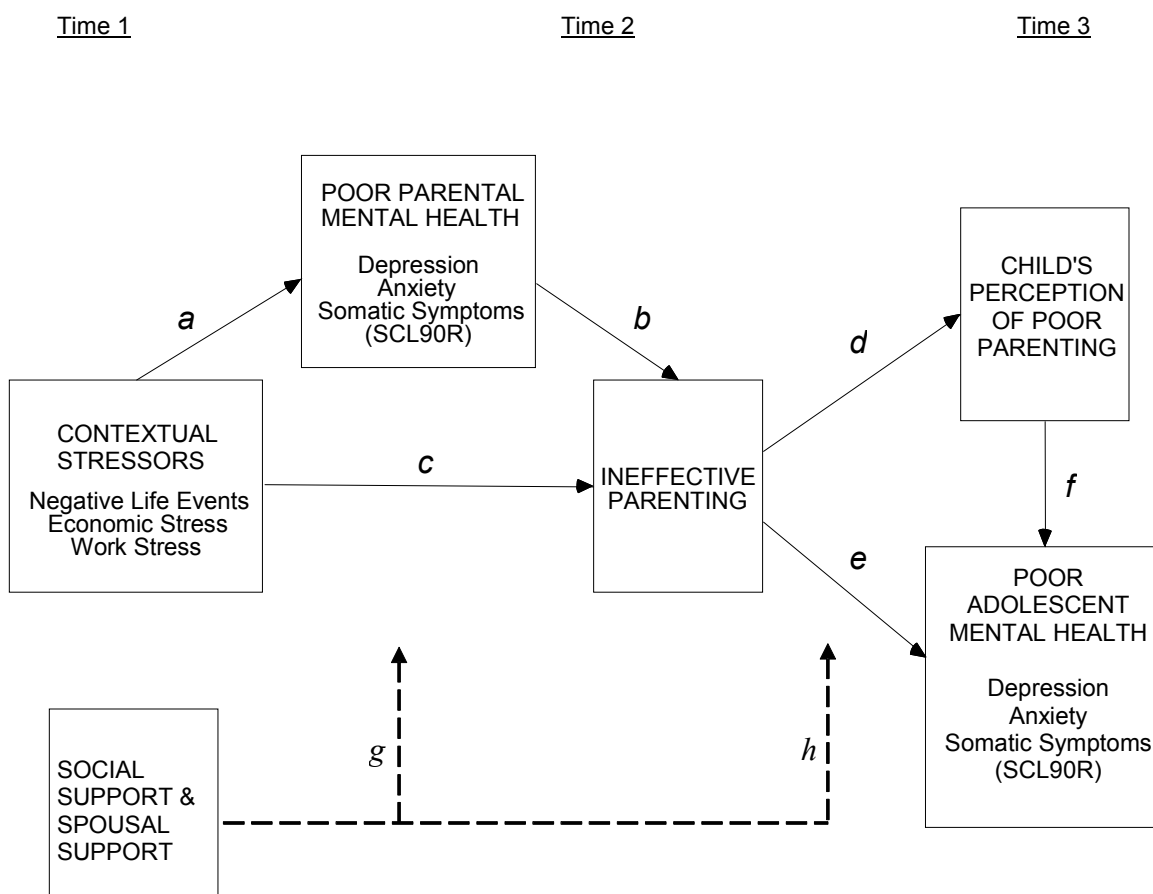 Time 1
Time 2
Time 3
POOR PARENTAL
MENTAL HEALTH
Depression
Anxiety
Somatic Symptoms
(SCL90R)
CHILD'S
PERCEPTION
OF POOR
PARENTING
a
b
d
CONTEXTUAL
STRESSORS
Negative Life Events
Economic Stress
Work Stress
c
INEFFECTIVE
PARENTING
f
e
POOR
ADOLESCENT
MENTAL HEALTH
Depression
Anxiety
Somatic Symptoms
(SCL90R)
g
h
SOCIAL
SUPPORT &
SPOUSAL
SUPPORT